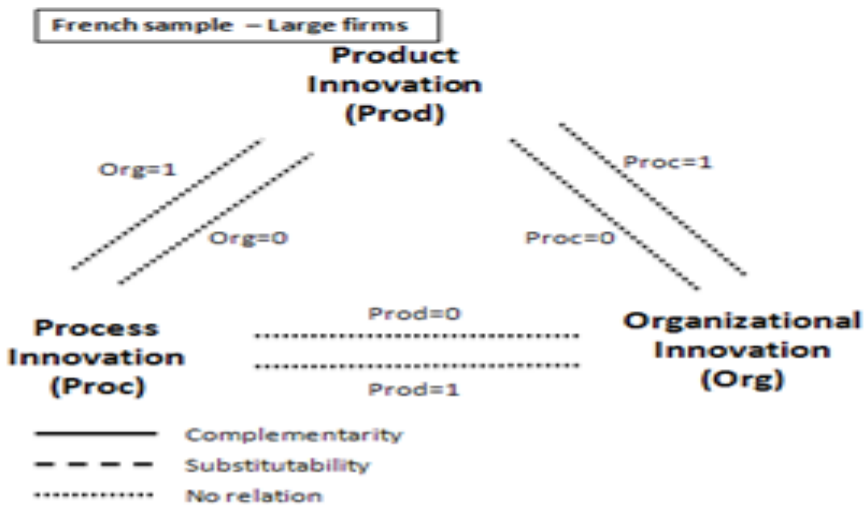 French sample – Large firms
Product
Innovation
(Prod)
Org=1
Org=0
Proc=1
Proc=0
Process
Innovation
(Proc)
Prod=0
Prod=1
Organizational
Innovation
(Org)
Complementarity
Substitutability
No relation